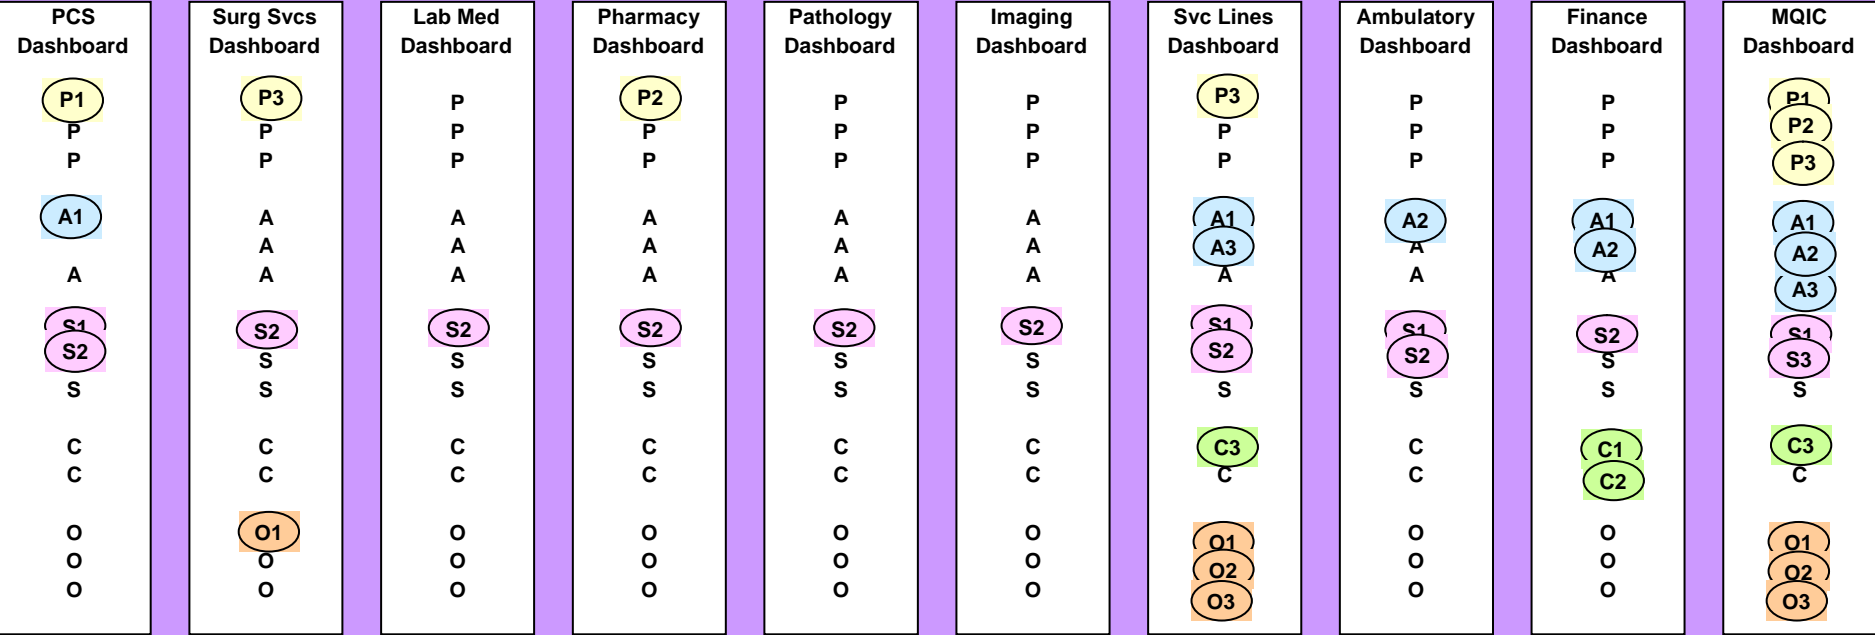 PCS
Dashboard
P1
P
P
A1
A
S1
S2
S
C
C
O
O
O
Surg Svcs
Dashboard
P3
P
P
A
A
A
S2
S
S
C
C
O1
O
O
Lab Med
Dashboard
P
P
P
A
A
A
S2
S
S
C
C
O
O
O
Pharmacy
Dashboard
P2
P
P
A
A
A
S2
S
S
C
C
O
O
O
Pathology
Dashboard
P
P
P
A
A
A
S2
S
S
C
C
O
O
O
Imaging
Dashboard
P
P
P
A
A
A
S2
S
S
C
C
O
O
O
Svc Lines
Dashboard
P3
P
P
A1
A3
A
S1
S2
S
C3
C
O1
O2
O3
Ambulatory
Dashboard
P
P
P
A2
A
A
S1
S2
S
C
C
O
O
O
Finance
Dashboard
P
P
P
A1
A2
A
S2
S
S
C1
C2
O
O
O
MQIC
Dashboard
P1
P2
P3
A1
A2
A3
S1
S3
S
C3
C
O1
O2
O3